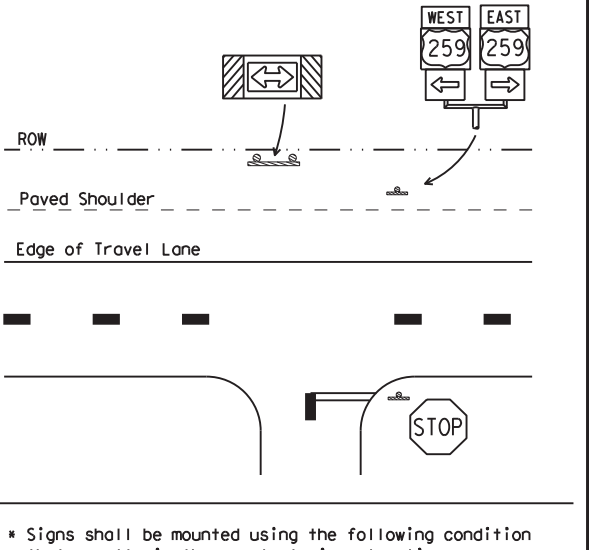 WEST EAST
259 259
ROW
Paved Shoulder
Edge of Travel Lane
STOP
* Signs shall be mounted using the following condition